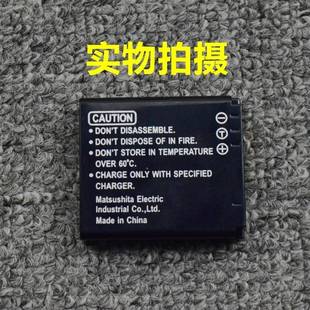 实物拍摄
CAUTION
● DON'T DISASSEMBLE.
● DON'T DISPOSE OF IN FIRE.
● DON'T STORE IN TEMPERATURE
OVER 60°C.
● CHARGE ONLY WITH SPECIFIED
CHARGER.
Matsushita Electric
Industrial Co.,Ltd.
Made in China